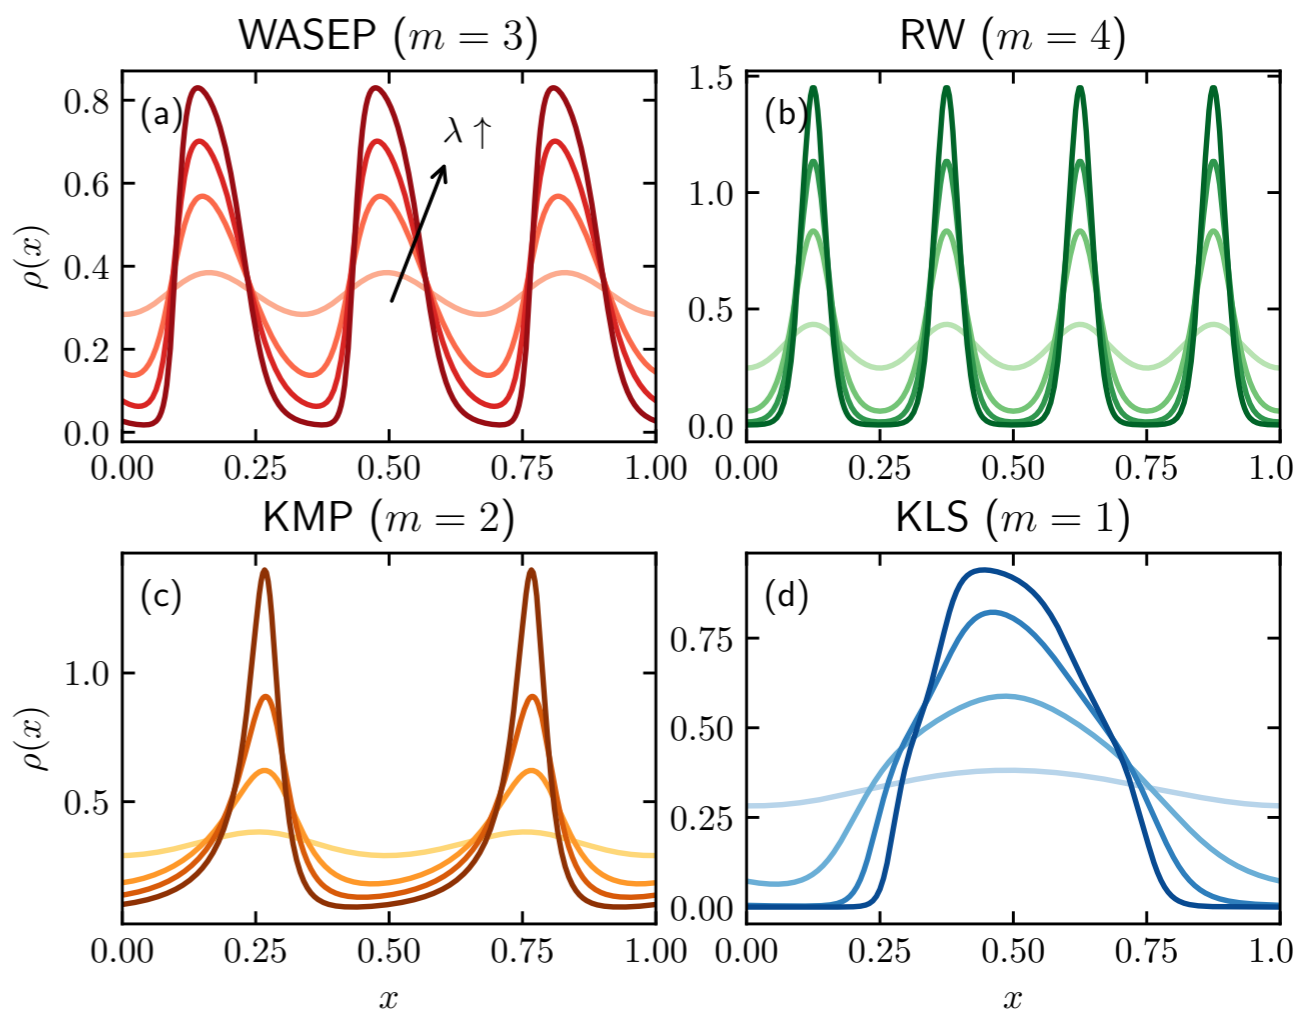 WASEP (m = 3)
RW (m = 4)
(a)
λ ↑
(b)
ρ(x)
0.8
0.6
0.4
0.2
0.0
1.5
1.0
0.5
0.0
0.00 0.25 0.50 0.75 1.00
0.00 0.25 0.50 0.75 1.0
KMP (m = 2)
KLS (m = 1)
(c)
(d)
ρ(x)
1.0
0.5
0.75
0.50
0.25
0.00
0.00 0.25 0.50 0.75 1.00
0.00 0.25 0.50 0.75 1.0
x
x